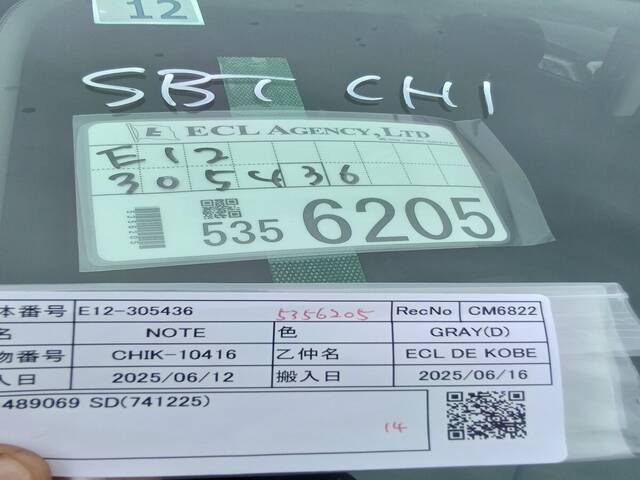 12
SBT CHI
ECL AGENCY,LTD
E12
305436
535 6205
本番号 E12-305436 5356205 RecNo CM6822
名 NOTE 色 GRAY(D)
物番号 CHIK-10416 乙仲名 ECL DE KOBE
入日 2025/06/12 搬入日 2025/06/16
489069 SD(741225)
14